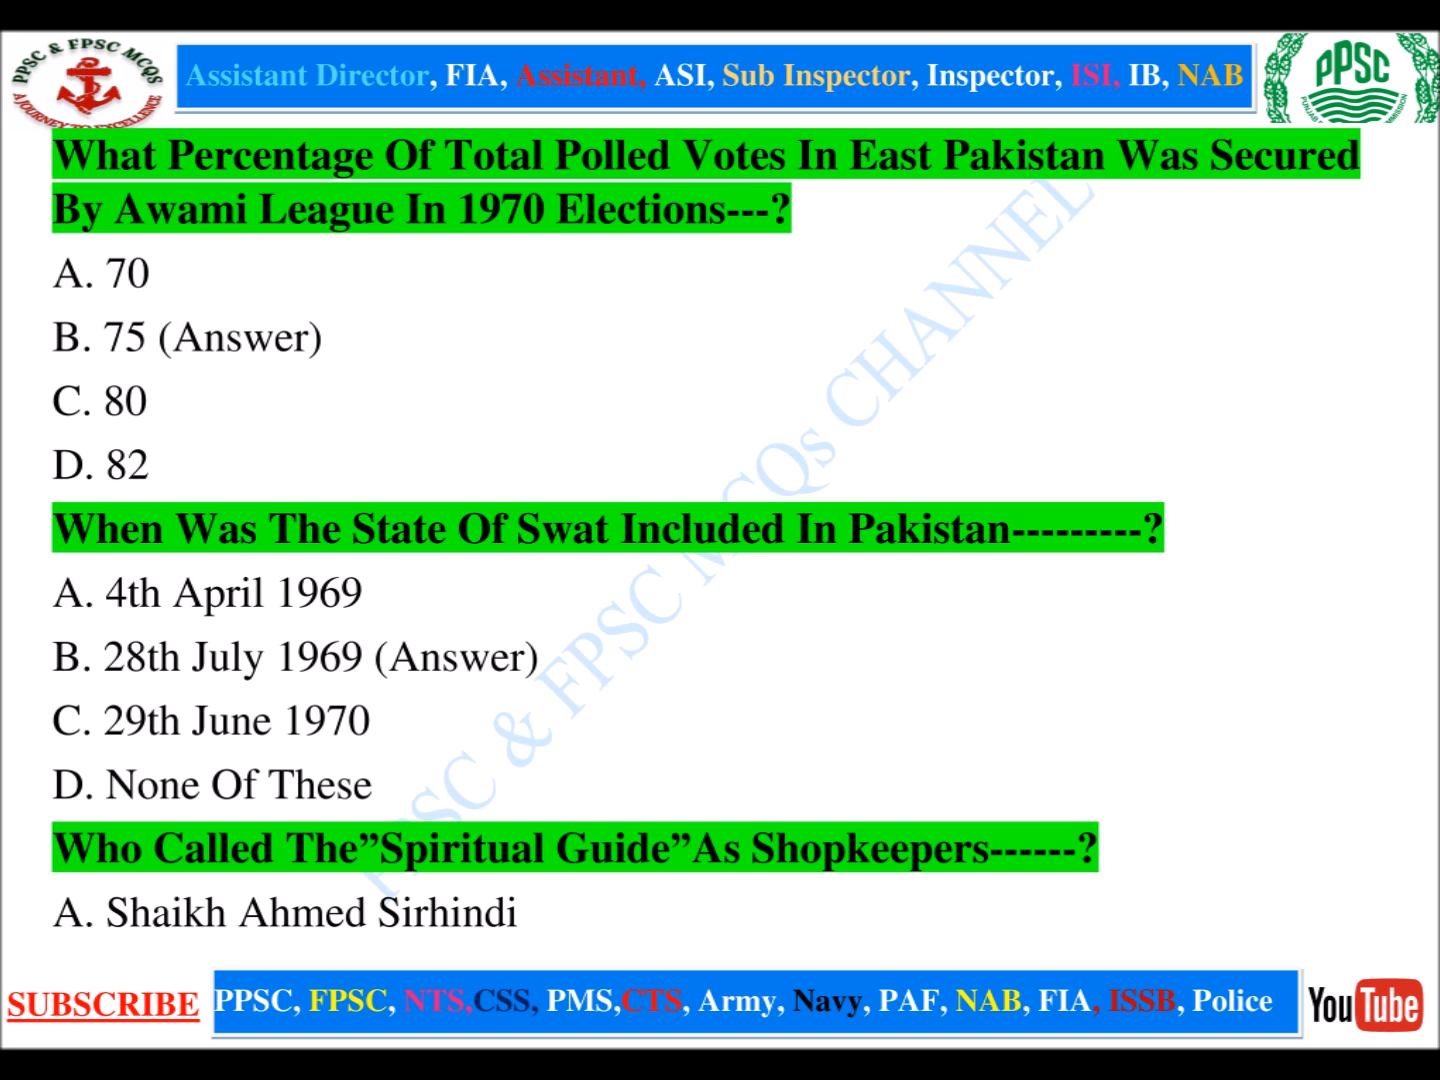 PPSC & FPSC MCQS
A JOURNEY TO EXCELLENCE
Assistant Director, FIA, Assistant, ASI, Sub Inspector, Inspector, ISI, IB, NAB
PPSC
What Percentage Of Total Polled Votes In East Pakistan Was Secured
By Awami League In 1970 Elections---?
A. 70
B. 75 (Answer)
C. 80
D. 82
When Was The State Of Swat Included In Pakistan---------?
A. 4th April 1969
B. 28th July 1969 (Answer)
C. 29th June 1970
D. None Of These
Who Called The”Spiritual Guide”As Shopkeepers------?
A. Shaikh Ahmed Sirhindi
PPSC & FPSC MCQs CHANNEL
SUBSCRIBE
PPSC, FPSC, NTS,CSS, PMS,CTS, Army, Navy, PAF, NAB, FIA, ISSB, Police
YouTube